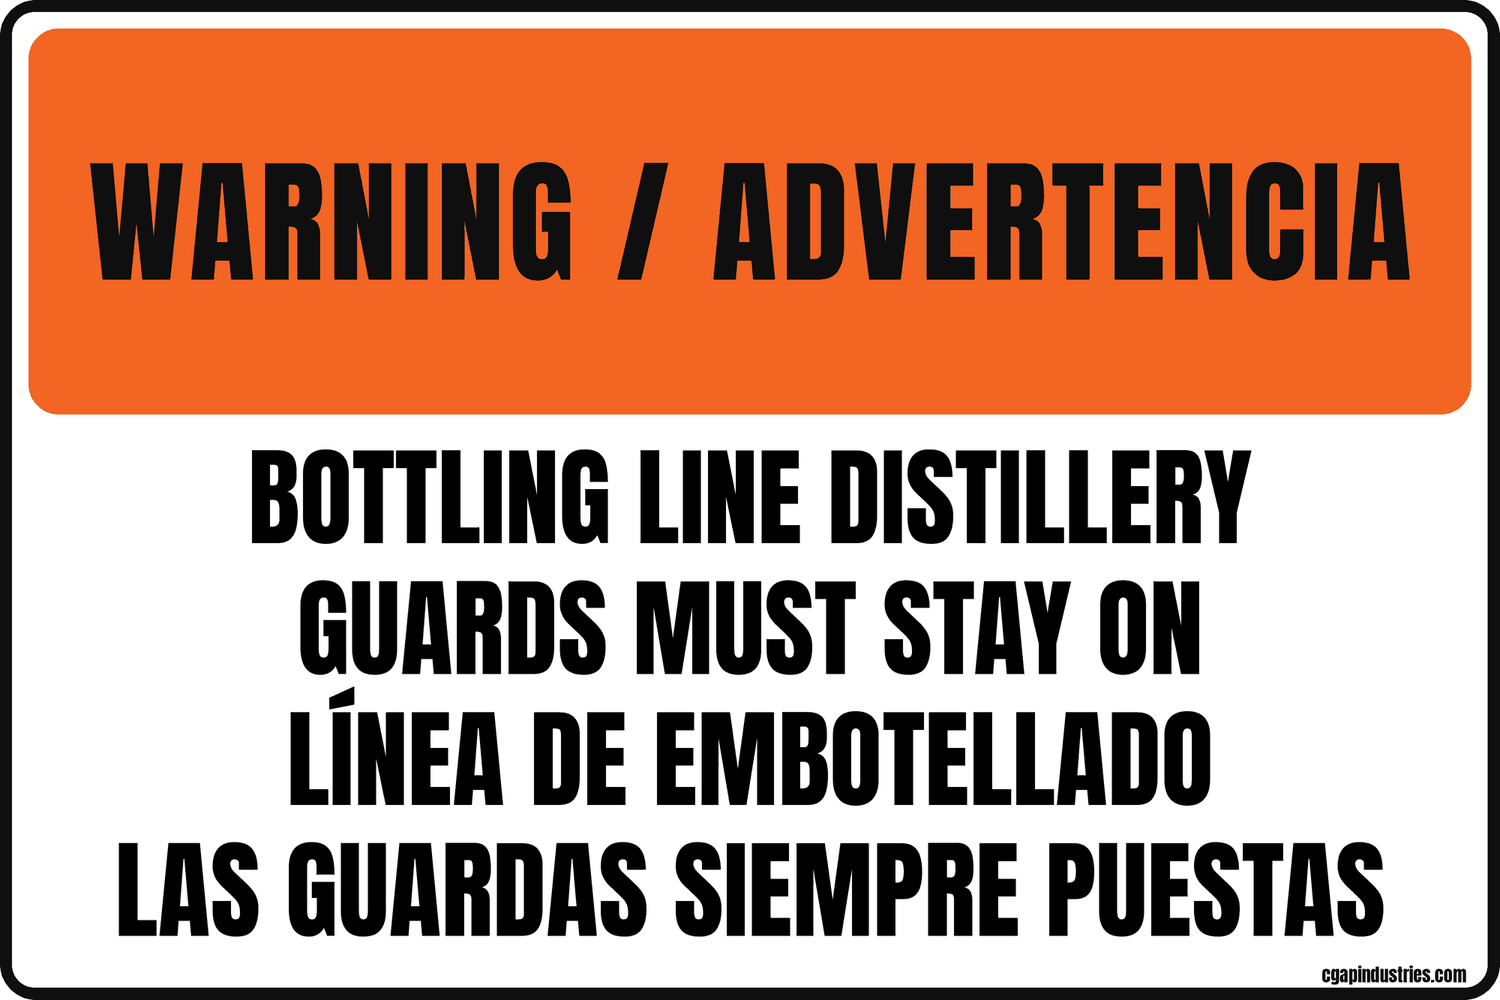 WARNING / ADVERTENCIA
BOTTLING LINE DISTILLERY
GUARDS MUST STAY ON
LÍNEA DE EMBOTELLADO
LAS GUARDAS SIEMPRE PUESTAS
cgapindustries.com